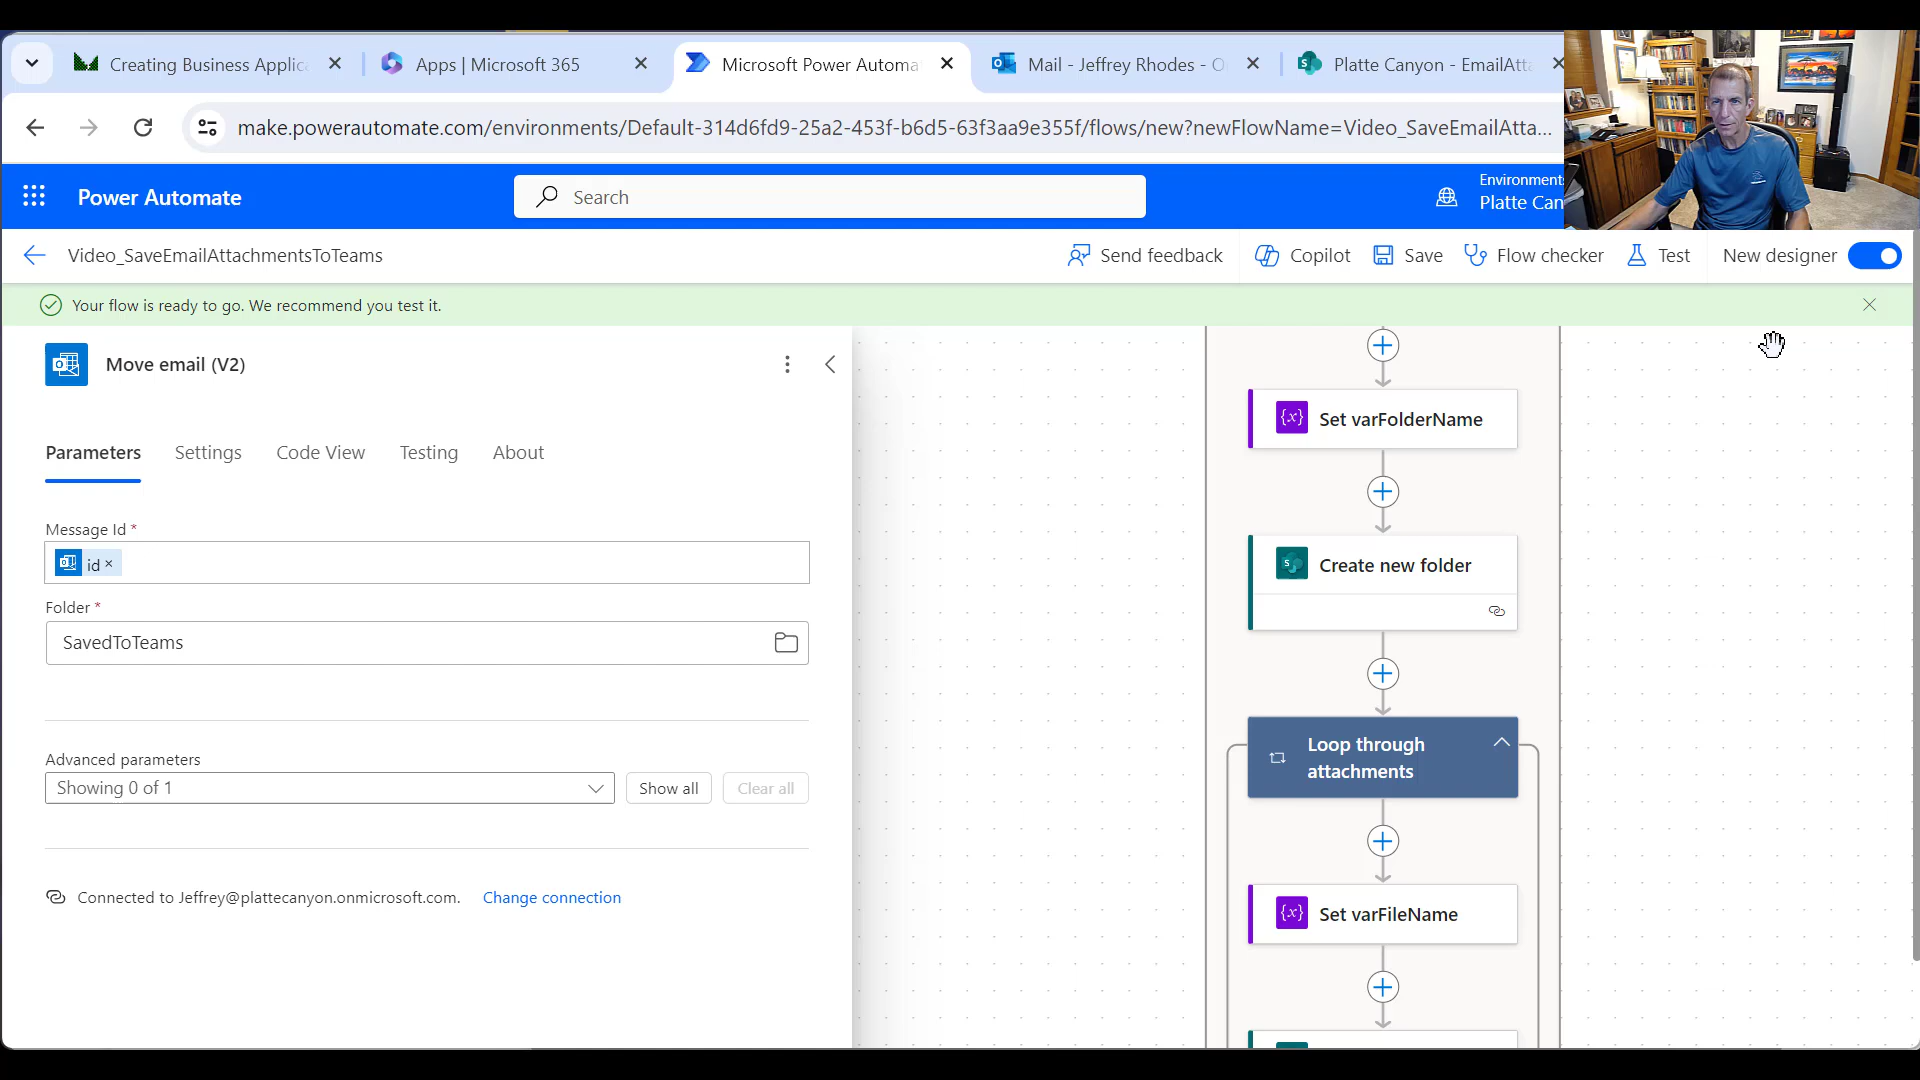 Creating Business Applic
Apps | Microsoft 365
Microsoft Power Automa
Mail - Jeffrey Rhodes - O
Platte Canyon - EmailAtta
make.powerautomate.com/environments/Default-314d6fd9-25a2-453f-b6d5-63f3aa9e355f/flows/new?newFlowName=Video_SaveEmailAtta...
Power Automate
Search
Environment
Platte Can
Video_SaveEmailAttachmentsToTeams
Send feedback
Copilot
Save
Flow checker
Test
New designer
Your flow is ready to go. We recommend you test it.
Move email (V2)
Parameters
Settings
Code View
Testing
About
Message Id *
id ×
Folder *
SavedToTeams
Advanced parameters
Showing 0 of 1
Show all
Clear all
Connected to Jeffrey@plattecanyon.onmicrosoft.com. Change connection
{x} Set varFolderName
S Create new folder
Loop through
attachments
{x} Set varFileName